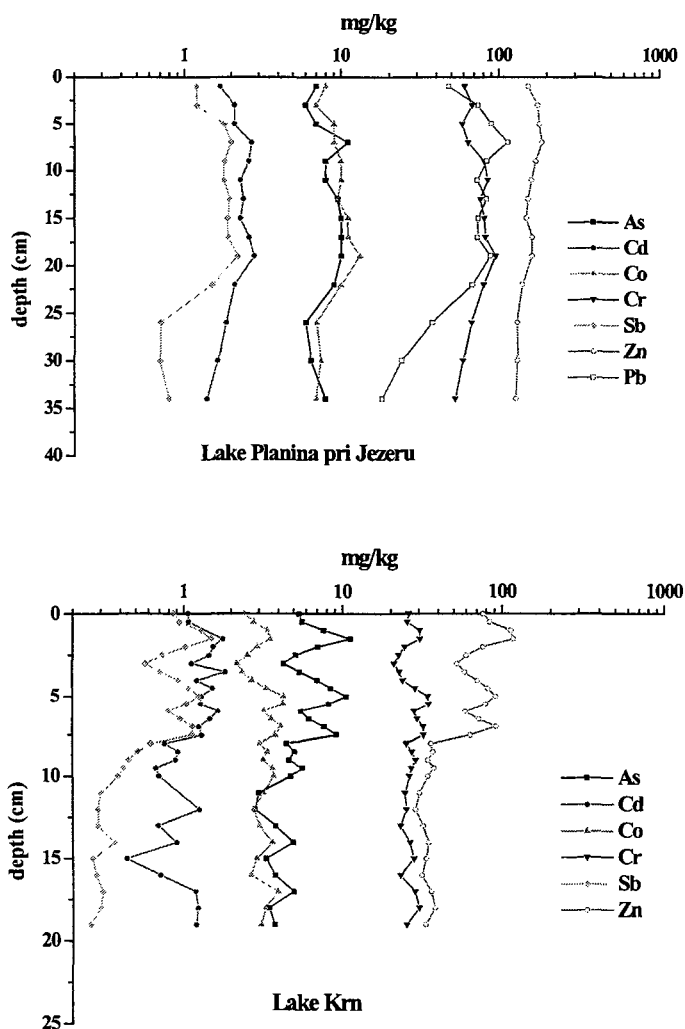 mg/kg
1 10 100 1000
0
5
10
15
20
25
30
35
40
depth (cm)
As
Cd
Co
Cr
Sb
Zn
Pb
Lake Planina pri Jezeru
mg/kg
1 10 100 1000
0
5
10
15
20
25
depth (cm)
As
Cd
Co
Cr
Sb
Zn
Lake Krn